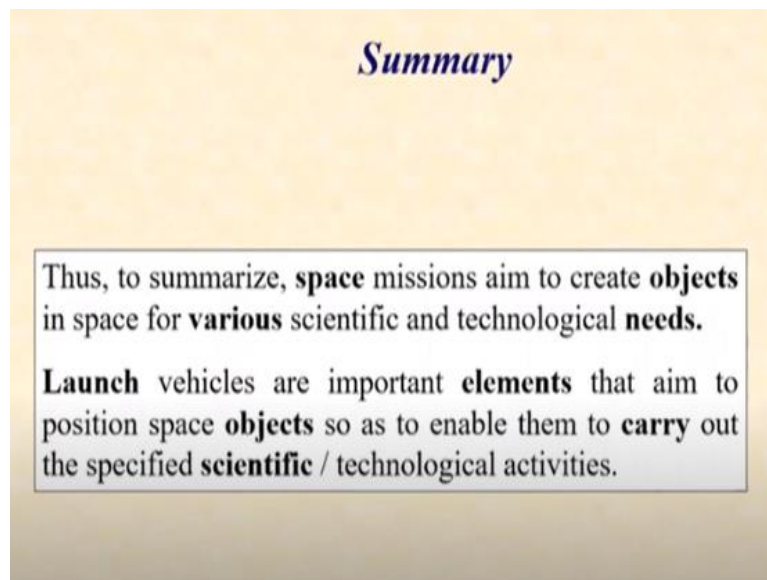 Summary
Thus, to summarize, space missions aim to create objects
in space for various scientific and technological needs.
Launch vehicles are important elements that aim to
position space objects so as to enable them to carry out
the specified scientific / technological activities.